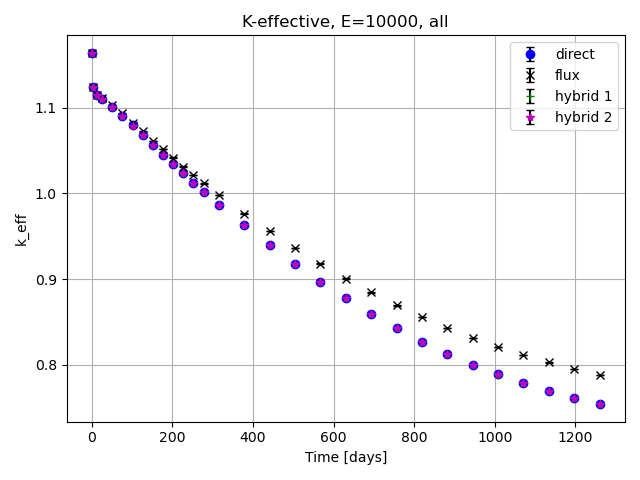 K-effective, E=10000, all
direct
flux
hybrid 1
hybrid 2
1.1
1.0
0.9
0.8
k_eff
0
200
400
600
800
1000
1200
Time [days]